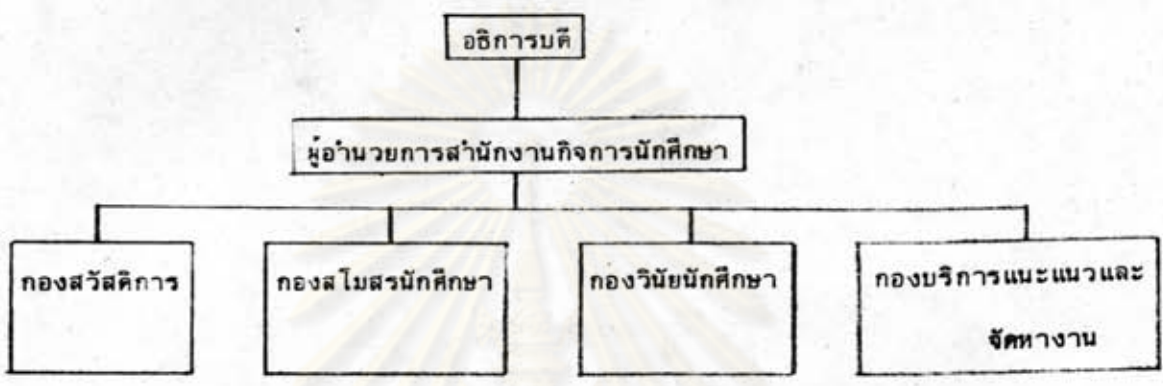 อธิการบดี
ผู้อำนวยการสำนักงานกิจการนักศึกษา
กองสวัสดิการ
กองสโมสรนักศึกษา
กองวินัยนักศึกษา
กองบริการแนะแนวและ
จัดหางาน